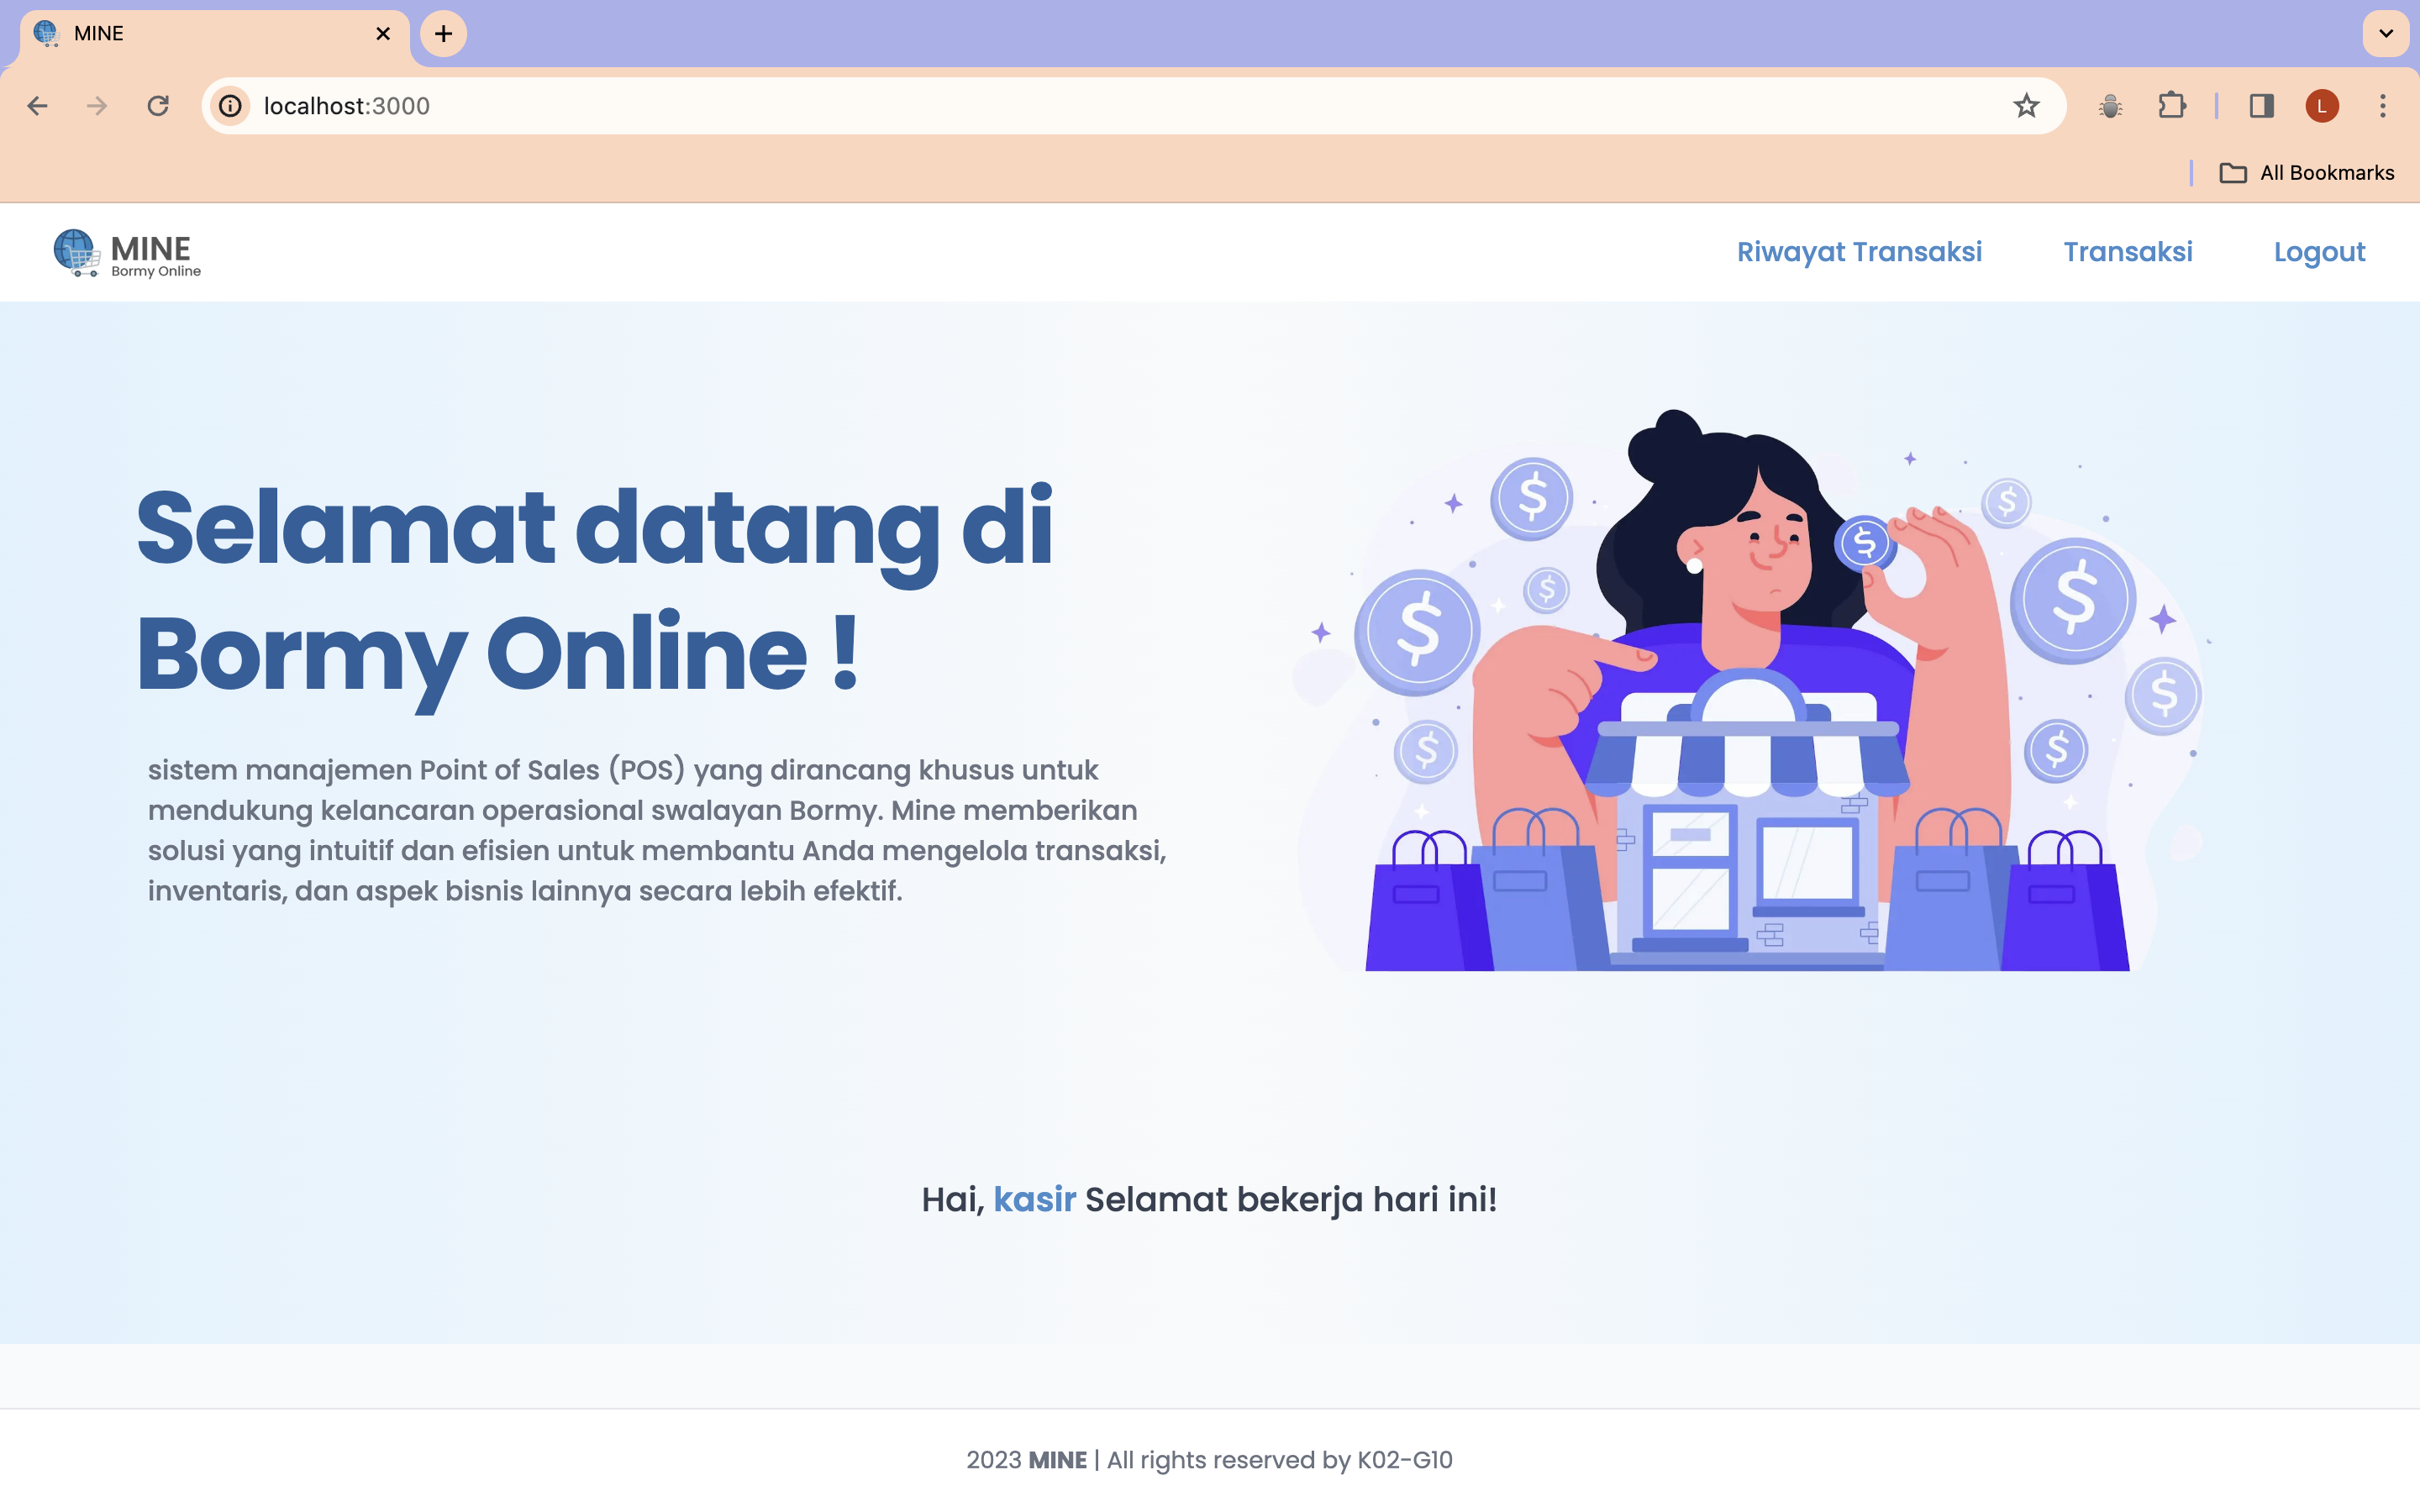 MINE
localhost:3000
L
All Bookmarks
MINE
Bormy Online
Riwayat Transaksi
Transaksi
Logout
Selamat datang di
Bormy Online !
sistem manajemen Point of Sales (POS) yang dirancang khusus untuk
mendukung kelancaran operasional swalayan Bormy. Mine memberikan
solusi yang intuitif dan efisien untuk membantu Anda mengelola transaksi,
inventaris, dan aspek bisnis lainnya secara lebih efektif.
$
$
$
$
$
$
$
$
$
Hai, kasir Selamat bekerja hari ini!
2023 MINE | All rights reserved by K02-G10